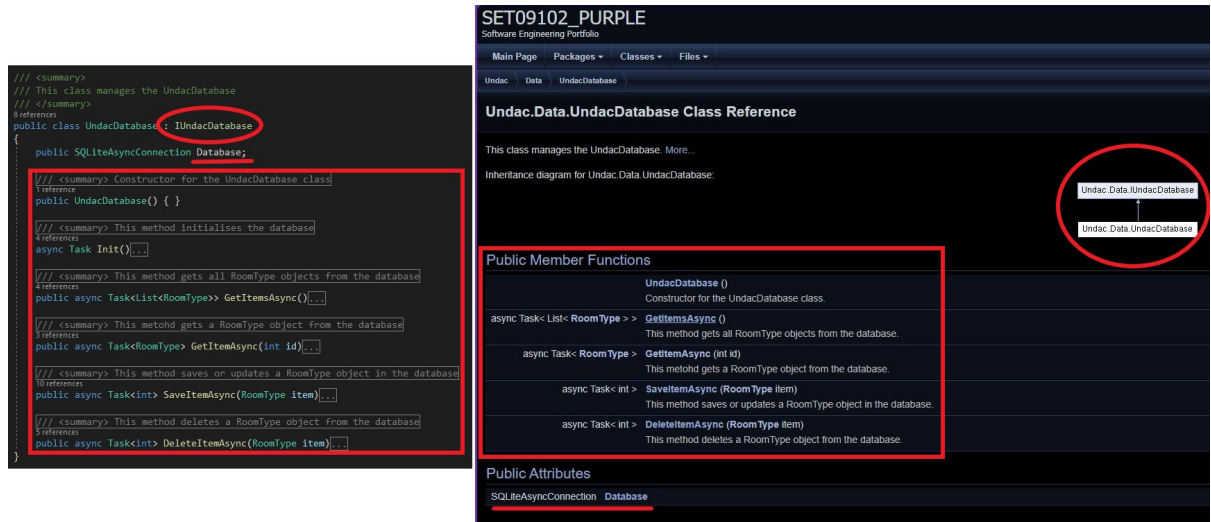 /// <summary>
/// This class manages the UndacDatabase
/// </summary>
8 references
public class UndacDatabase : IUndacDatabase
{
public SQLiteAsyncConnection Database;
/// <summary> Constructor for the UndacDatabase class
1 reference
public UndacDatabase() { }
/// <summary> This method initialises the database
4 references
async Task Init()...
/// <summary> This method gets all RoomType objects from the database
4 references
public async Task<List<RoomType>> GetItemsAsync()...
/// <summary> This metohd gets a RoomType object from the database
3 references
public async Task<RoomType> GetItemAsync(int id)...
/// <summary> This method saves or updates a RoomType object in the database
10 references
public async Task<int> SaveItemAsync(RoomType item)...
/// <summary> This method deletes a RoomType object from the database
5 references
public async Task<int> DeleteItemAsync(RoomType item)...
}
SET09102_PURPLE
Software Engineering Portfolio
Main Page Packages Classes Files
Undac Data UndacDatabase
Undac.Data.UndacDatabase Class Reference
This class manages the UndacDatabase. More...
Inheritance diagram for Undac.Data.UndacDatabase:
Undac.Data.IUndacDatabase
Undac.Data.UndacDatabase
Public Member Functions
UndacDatabase ()
Constructor for the UndacDatabase class.
async Task< List< RoomType > > GetItemsAsync ()
This method gets all RoomType objects from the database.
async Task< RoomType > GetItemAsync (int id)
This metohd gets a RoomType object from the database.
async Task< int > SaveItemAsync (RoomType item)
This method saves or updates a RoomType object in the database.
async Task< int > DeleteItemAsync (RoomType item)
This method deletes a RoomType object from the database.
Public Attributes
SQLiteAsyncConnection Database